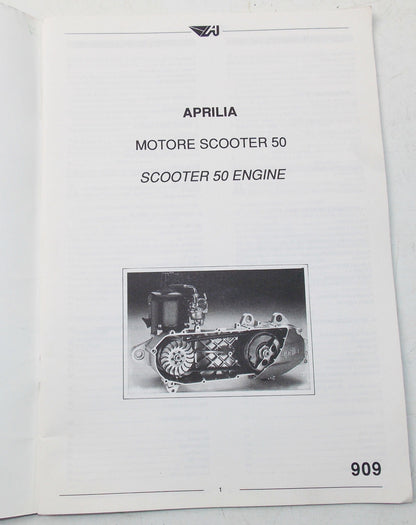 APRILIA
MOTORE SCOOTER 50
SCOOTER 50 ENGINE
909
1